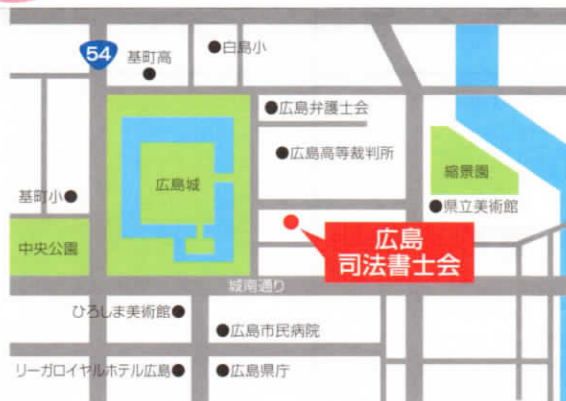 54
基町高
白島小
広島弁護士会
広島高等裁判所
広島城
縮景園
基町小
県立美術館
中央公園
広島
司法書士会
城南通り
ひろしま美術館
広島市民病院
リーガロイヤルホテル広島
広島県庁